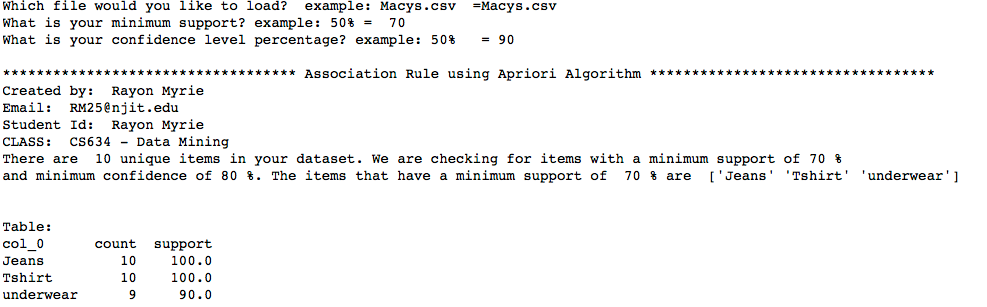 Which file would you like to load?  example: Macys.csv  =Macys.csv
What is your minimum support? example: 50% =  70
What is your confidence level percentage? example: 50%   = 90
*********************************** Association Rule using Apriori Algorithm **********************************
Created by:  Rayon Myrie
Email:  RM25@njit.edu
Student Id:  Rayon Myrie
CLASS:  CS634 - Data Mining
There are  10 unique items in your dataset. We are checking for items with a minimum support of 70 %
and minimum confidence of 80 %. The items that have a minimum support of  70 % are  ['Jeans' 'Tshirt' 'underwear']
Table:
col_0      count  support
Jeans         10    100.0
Tshirt        10    100.0
underwear      9     90.0